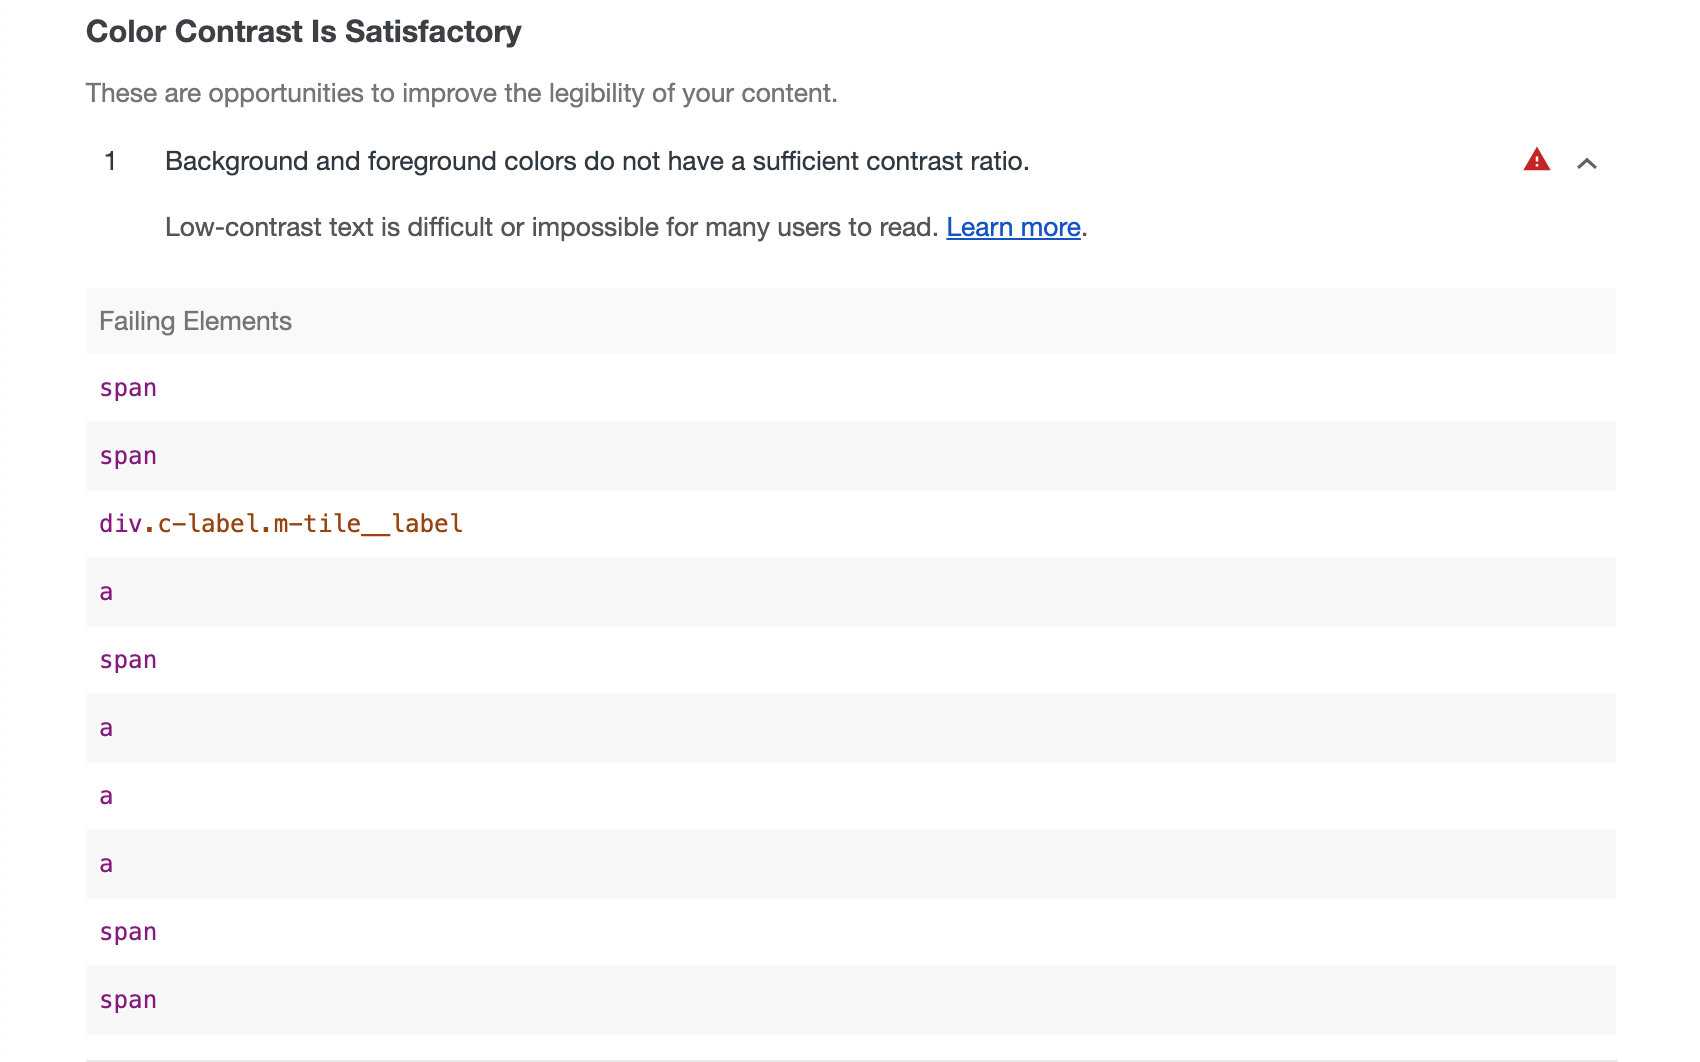 Color Contrast Is Satisfactory
These are opportunities to improve the legibility of your content.
1 Background and foreground colors do not have a sufficient contrast ratio.
Low-contrast text is difficult or impossible for many users to read. Learn more.
Failing Elements
span
span
div.c-label.m-tile__label
a
span
a
a
a
span
span